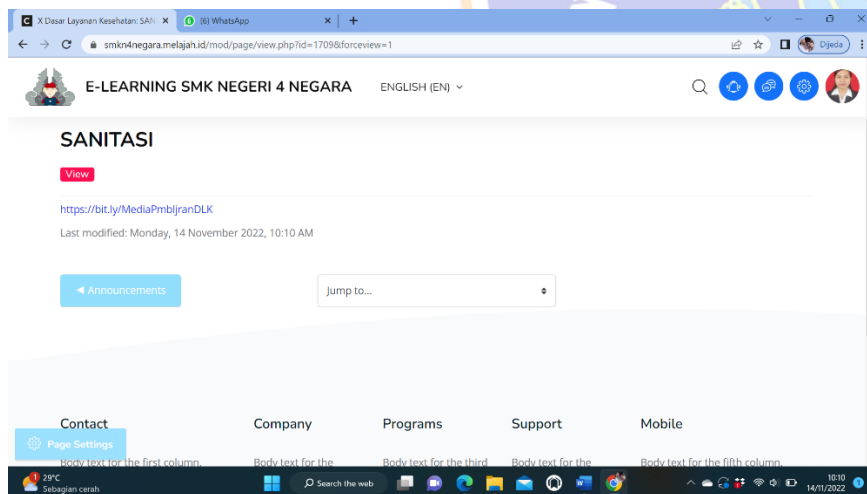 X Dasar Layanan Kesehatan: SAN
(6) WhatsApp
smkn4negara.melajah.id/mod/page/view.php?id=1709&forceview=1
Dijeda
E-LEARNING SMK NEGERI 4 NEGARA
ENGLISH (EN)
SANITASI
View
https://bit.ly/MediaPmbljranDLK
Last modified: Monday, 14 November 2022, 10:10 AM
◄ Announcements
Jump to...
Contact
Company
Programs
Support
Mobile
Page Settings
Body text for the first column.
Body text for the
Body text for the third
Body text for the
Body text for the fifth column.
29°C
Sebagian cerah
Search the web
10:10
14/11/2022